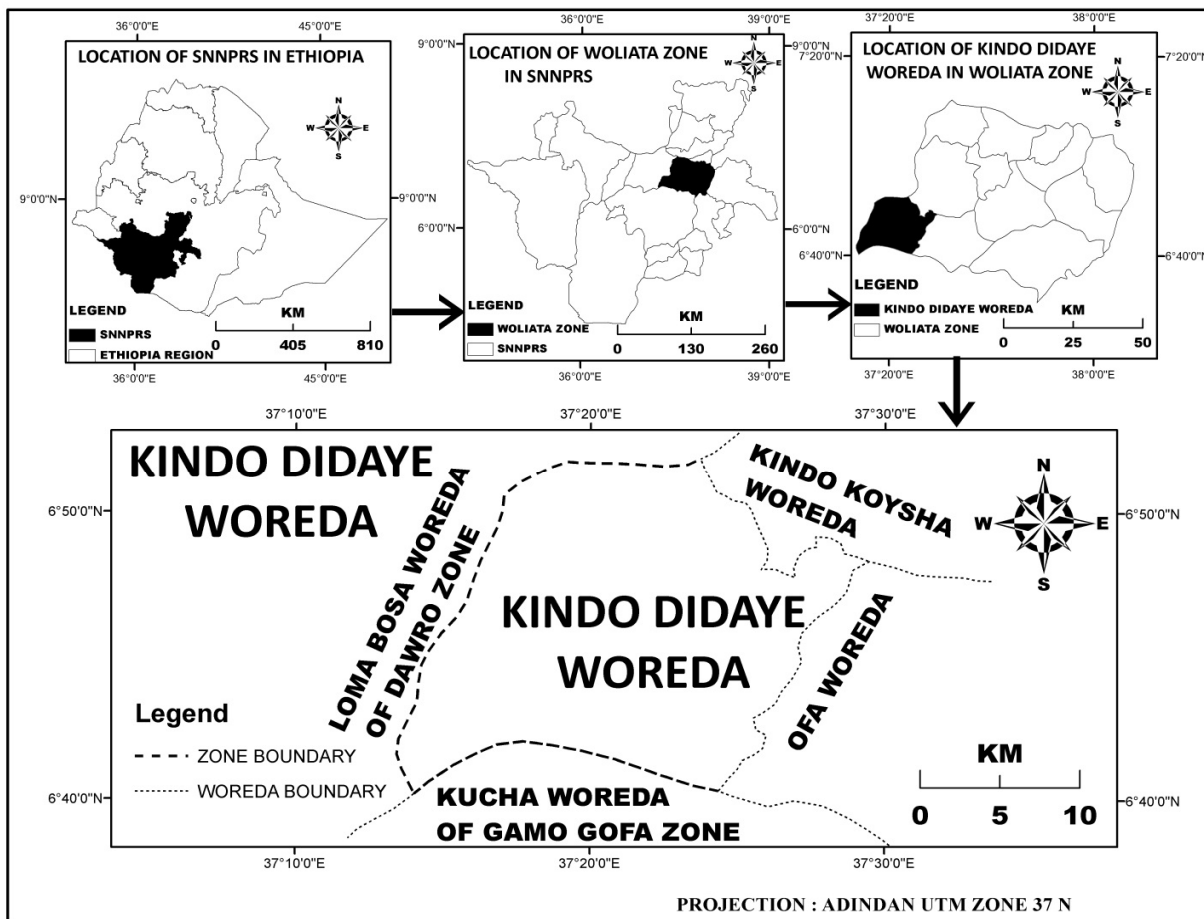 36°0'0"E
45°0'0"E
LOCATION OF SNNPRS IN ETHIOPIA
N
W
E
S
9°0'0"N
9°0'0"N
LEGEND
SNNPRS
ETHIOPIA REGION
KM
0 405 810
36°0'0"E
45°0'0"E
36°0'0"E
39°0'0"E
9°0'0"N
9°0'0"N
LOCATION OF WOLIATA ZONE
IN SNNPRS
N
W
E
S
6°0'0"N
6°0'0"N
LEGEND
WOLIATA ZONE
SNNPRS
KM
0 130 260
36°0'0"E
39°0'0"E
37°20'0"E
38°0'0"E
7°20'0"N
7°20'0"N
LOCATION OF KINDO DIDAYE
WOREDA IN WOLIATA ZONE
N
W
E
S
6°40'0"N
6°40'0"N
LEGEND
KINDO DIDAYE WOREDA
WOLIATA ZONE
KM
0 25 50
37°20'0"E
38°0'0"E
37°10'0"E
37°20'0"E
37°30'0"E
KINDO DIDAYE
WOREDA
KINDO KOYSHA
WOREDA
N
W
E
S
6°50'0"N
6°50'0"N
LOMA BOSA WOREDA
OF DAWRO ZONE
KINDO DIDAYE
WOREDA
OFA WOREDA
Legend
ZONE BOUNDARY
WOREDA BOUNDARY
KM
0 5 10
6°40'0"N
6°40'0"N
KUCHA WOREDA
OF GAMO GOFA ZONE
37°10'0"E
37°20'0"E
37°30'0"E
PROJECTION : ADINDAN UTM ZONE 37 N